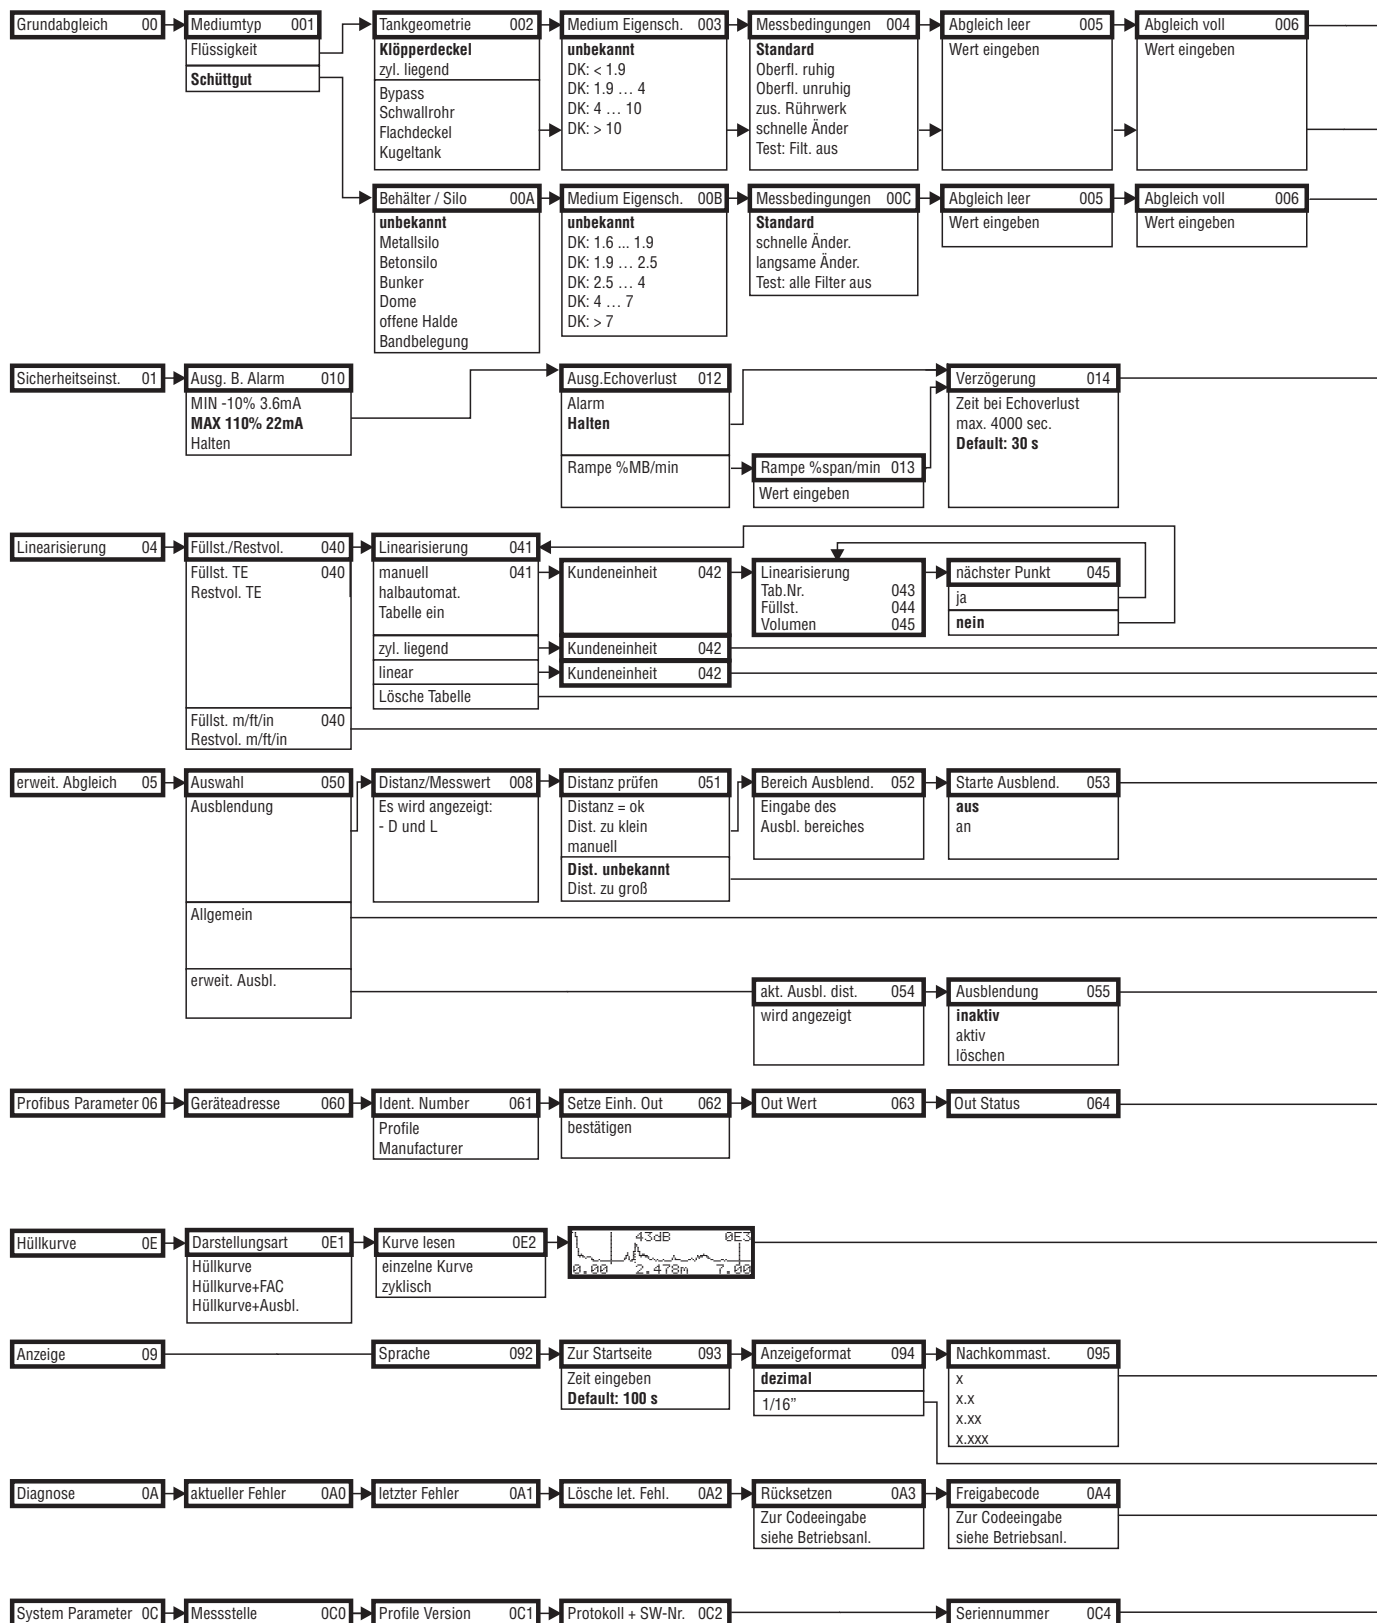 Grundabgleich 00
Mediumtyp 001
Flüssigkeit
Schüttgut
Tankgeometrie 002
Klöpperdeckel
zyl. liegend
Bypass
Schwallrohr
Flachdeckel
Kugeltank
Medium Eigensch. 003
unbekannt
DK: < 1.9
DK: 1.9 … 4
DK: 4 … 10
DK: > 10
Messbedingungen 004
Standard
Oberfl. ruhig
Oberfl. unruhig
zus. Rührwerk
schnelle Änder
Test: Filt. aus
Abgleich leer 005
Wert eingeben
Abgleich voll 006
Wert eingeben
Behälter / Silo 00A
unbekannt
Metallsilo
Betonsilo
Bunker
Dome
offene Halde
Bandbelegung
Medium Eigensch. 00B
unbekannt
DK: 1.6 ... 1.9
DK: 1.9 … 2.5
DK: 2.5 … 4
DK: 4 … 7
DK: > 7
Messbedingungen 00C
Standard
schnelle Änder.
langsame Änder.
Test: alle Filter aus
Abgleich leer 005
Wert eingeben
Abgleich voll 006
Wert eingeben
Sicherheitseinst. 01
Ausg. B. Alarm 010
MIN -10% 3.6mA
MAX 110% 22mA
Halten
Ausg.Echoverlust 012
Alarm
Halten
Rampe %MB/min
Rampe %span/min 013
Wert eingeben
Verzögerung 014
Zeit bei Echoverlust
max. 4000 sec.
Default: 30 s
Linearisierung 04
Füllst./Restvol. 040
Füllst. TE 040
Restvol. TE
Füllst. m/ft/in 040
Restvol. m/ft/in
Linearisierung 041
manuell 041
halbautomat.
Tabelle ein
zyl. liegend
linear
Lösche Tabelle
Kundeneinheit 042
Kundeneinheit 042
Kundeneinheit 042
Linearisierung
Tab.Nr. 043
Füllst. 044
Volumen 045
nächster Punkt 045
ja
nein
erweit. Abgleich 05
Auswahl 050
Ausblendung
Allgemein
erweit. Ausbl.
Distanz/Messwert 008
Es wird angezeigt:
- D und L
Distanz prüfen 051
Distanz = ok
Dist. zu klein
manuell
Dist. unbekannt
Dist. zu groß
Bereich Ausblend. 052
Eingabe des
Ausbl. bereiches
Starte Ausblend. 053
aus
an
akt. Ausbl. dist. 054
wird angezeigt
Ausblendung 055
inaktiv
aktiv
löschen
Profibus Parameter 06
Geräteadresse 060
Ident. Number 061
Profile
Manufacturer
Setze Einh. Out 062
bestätigen
Out Wert 063
Out Status 064
Hüllkurve 0E
Darstellungsart 0E1
Hüllkurve
Hüllkurve+FAC
Hüllkurve+Ausbl.
Kurve lesen 0E2
einzelne Kurve
zyklisch
43dB 0E3
0.00 2.478m 7.00
Anzeige 09
Sprache 092
Zur Startseite 093
Zeit eingeben
Default: 100 s
Anzeigeformat 094
dezimal
1/16”
Nachkommast. 095
x
x.x
x.xx
x.xxx
Diagnose 0A
aktueller Fehler 0A0
letzter Fehler 0A1
Lösche let. Fehl. 0A2
Rücksetzen 0A3
Zur Codeeingabe
siehe Betriebsanl.
Freigabecode 0A4
Zur Codeeingabe
siehe Betriebsanl.
System Parameter 0C
Messstelle 0C0
Profile Version 0C1
Protokoll + SW-Nr. 0C2
Seriennummer 0C4